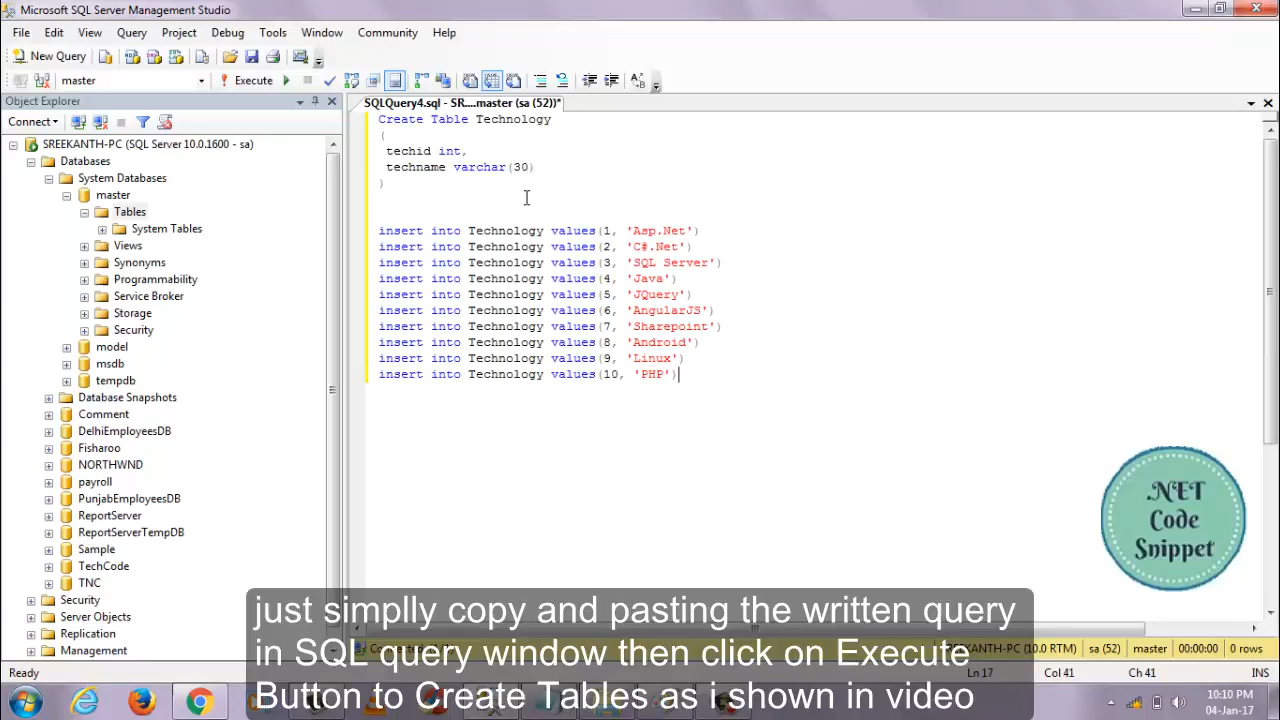 Microsoft SQL Server Management Studio
File Edit View Query Project Debug Tools Window Community Help
New Query
master Execute
Object Explorer
SQLQuery4.sql - SR....master (sa (52))*
Connect
SREEKANTH-PC (SQL Server 10.0.1600 - sa)
Databases
System Databases
master
Tables
System Tables
Views
Synonyms
Programmability
Service Broker
Storage
Security
model
msdb
tempdb
Database Snapshots
Comment
DelhiEmployeesDB
Fisharoo
NORTHWND
payroll
PunjabEmployeesDB
ReportServer
ReportServerTempDB
Sample
TechCode
TNC
Security
Server Objects
Replication
Management
Create Table Technology
(
techid int,
techname varchar(30)
)
insert into Technology values(1, 'Asp.Net')
insert into Technology values(2, 'C#.Net')
insert into Technology values(3, 'SQL Server')
insert into Technology values(4, 'Java')
insert into Technology values(5, 'JQuery')
insert into Technology values(6, 'AngularJS')
insert into Technology values(7, 'Sharepoint')
insert into Technology values(8, 'Android')
insert into Technology values(9, 'Linux')
insert into Technology values(10, 'PHP')
.NET
Code
Snippet
just simplly copy and pasting the written query
in SQL query window then click on Execute
Button to Create Tables as i shown in video
SREEKANTH-PC (10.0 RTM) sa (52) master 00:00:00 0 rows
Ready Ln 17 Col 41 Ch 41
10:10 PM
04-Jan-17